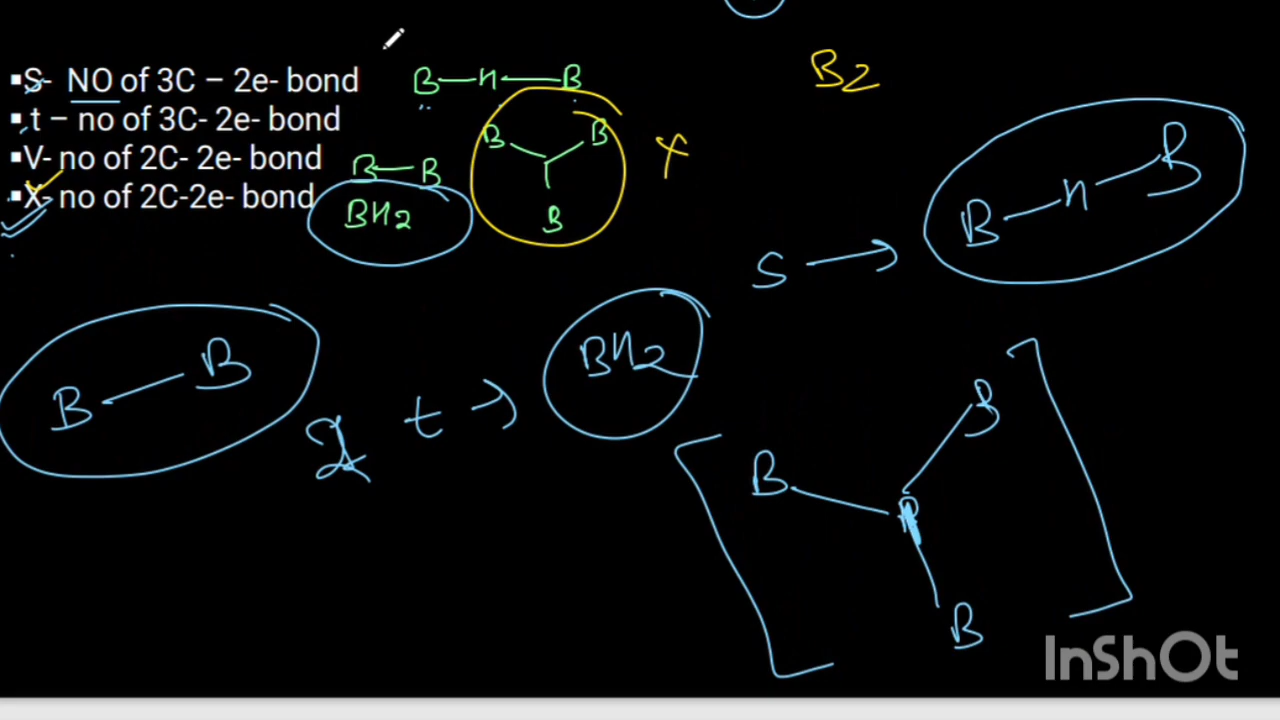 ▪S- NO of 3C – 2e- bond
B—H—B
B2
▪t – no of 3C- 2e- bond
B B
B
▪V- no of 2C- 2e- bond
B—B
▪X- no of 2C-2e- bond
BH2
B—H—B
S →
B—B
t → BH2
B B
B
InShOt